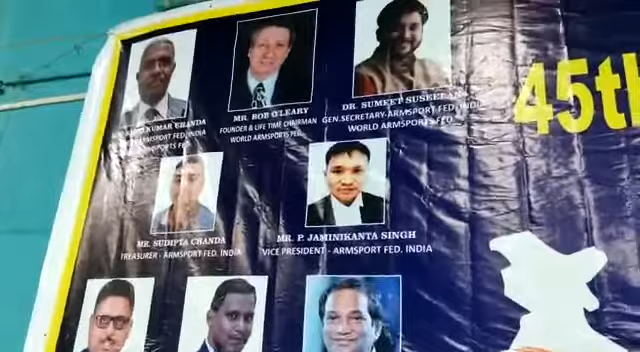 KUMAR CHANDA
ARMSPORT FED. INDIA
MR. BOB O'LEARY
FOUNDER & LIFE TIME CHAIRMAN
WORLD ARMSPORTS FED.
DR. SUMEET SUSEELAN
GEN.SECRETARY-ARMSPORT FED. INDIA
WORLD ARMSPORTS FED.
45th
MR. SUDIPTA CHANDA
TREASURER - ARMSPORT FED. INDIA
MR. P. JAMINIKANTA SINGH
VICE PRESIDENT - ARMSPORT FED. INDIA